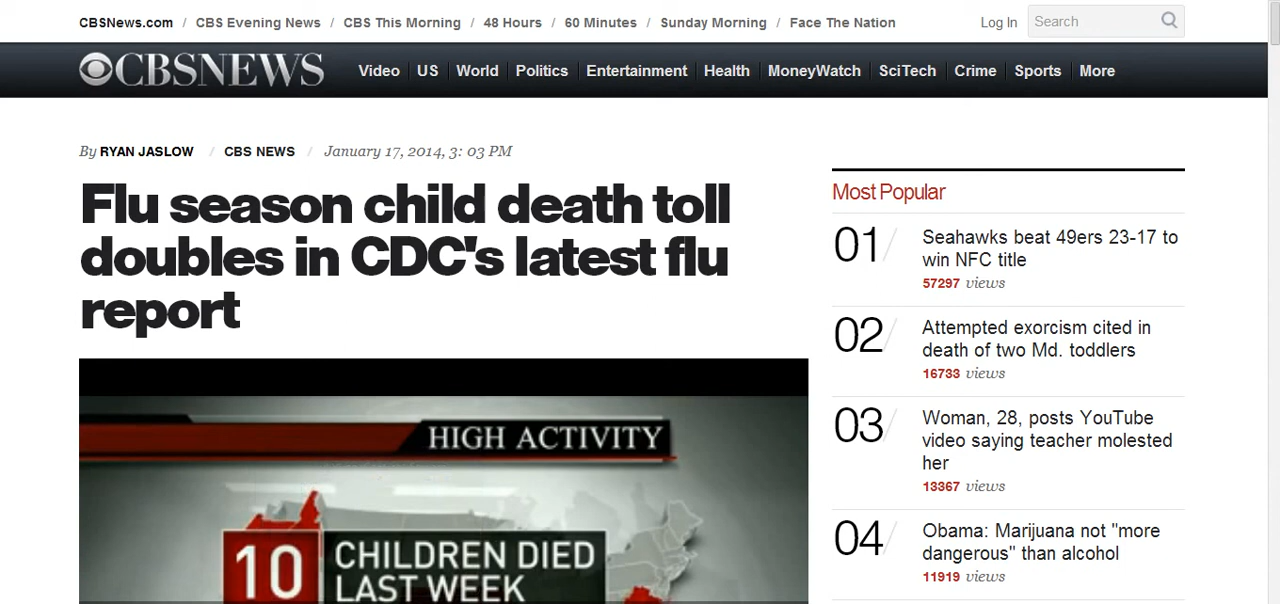 CBSNews.com / CBS Evening News / CBS This Morning / 48 Hours / 60 Minutes / Sunday Morning / Face The Nation
Log In
Search
CBSNEWS
Video US World Politics Entertainment Health MoneyWatch SciTech Crime Sports More
By RYAN JASLOW / CBS NEWS / January 17, 2014, 3: 03 PM
Flu season child death toll
doubles in CDC's latest flu
report
HIGH ACTIVITY
10
CHILDREN DIED
LAST WEEK
Most Popular
01/
Seahawks beat 49ers 23-17 to
win NFC title
57297 views
02/
Attempted exorcism cited in
death of two Md. toddlers
16733 views
03/
Woman, 28, posts YouTube
video saying teacher molested
her
13367 views
04/
Obama: Marijuana not "more
dangerous" than alcohol
11919 views